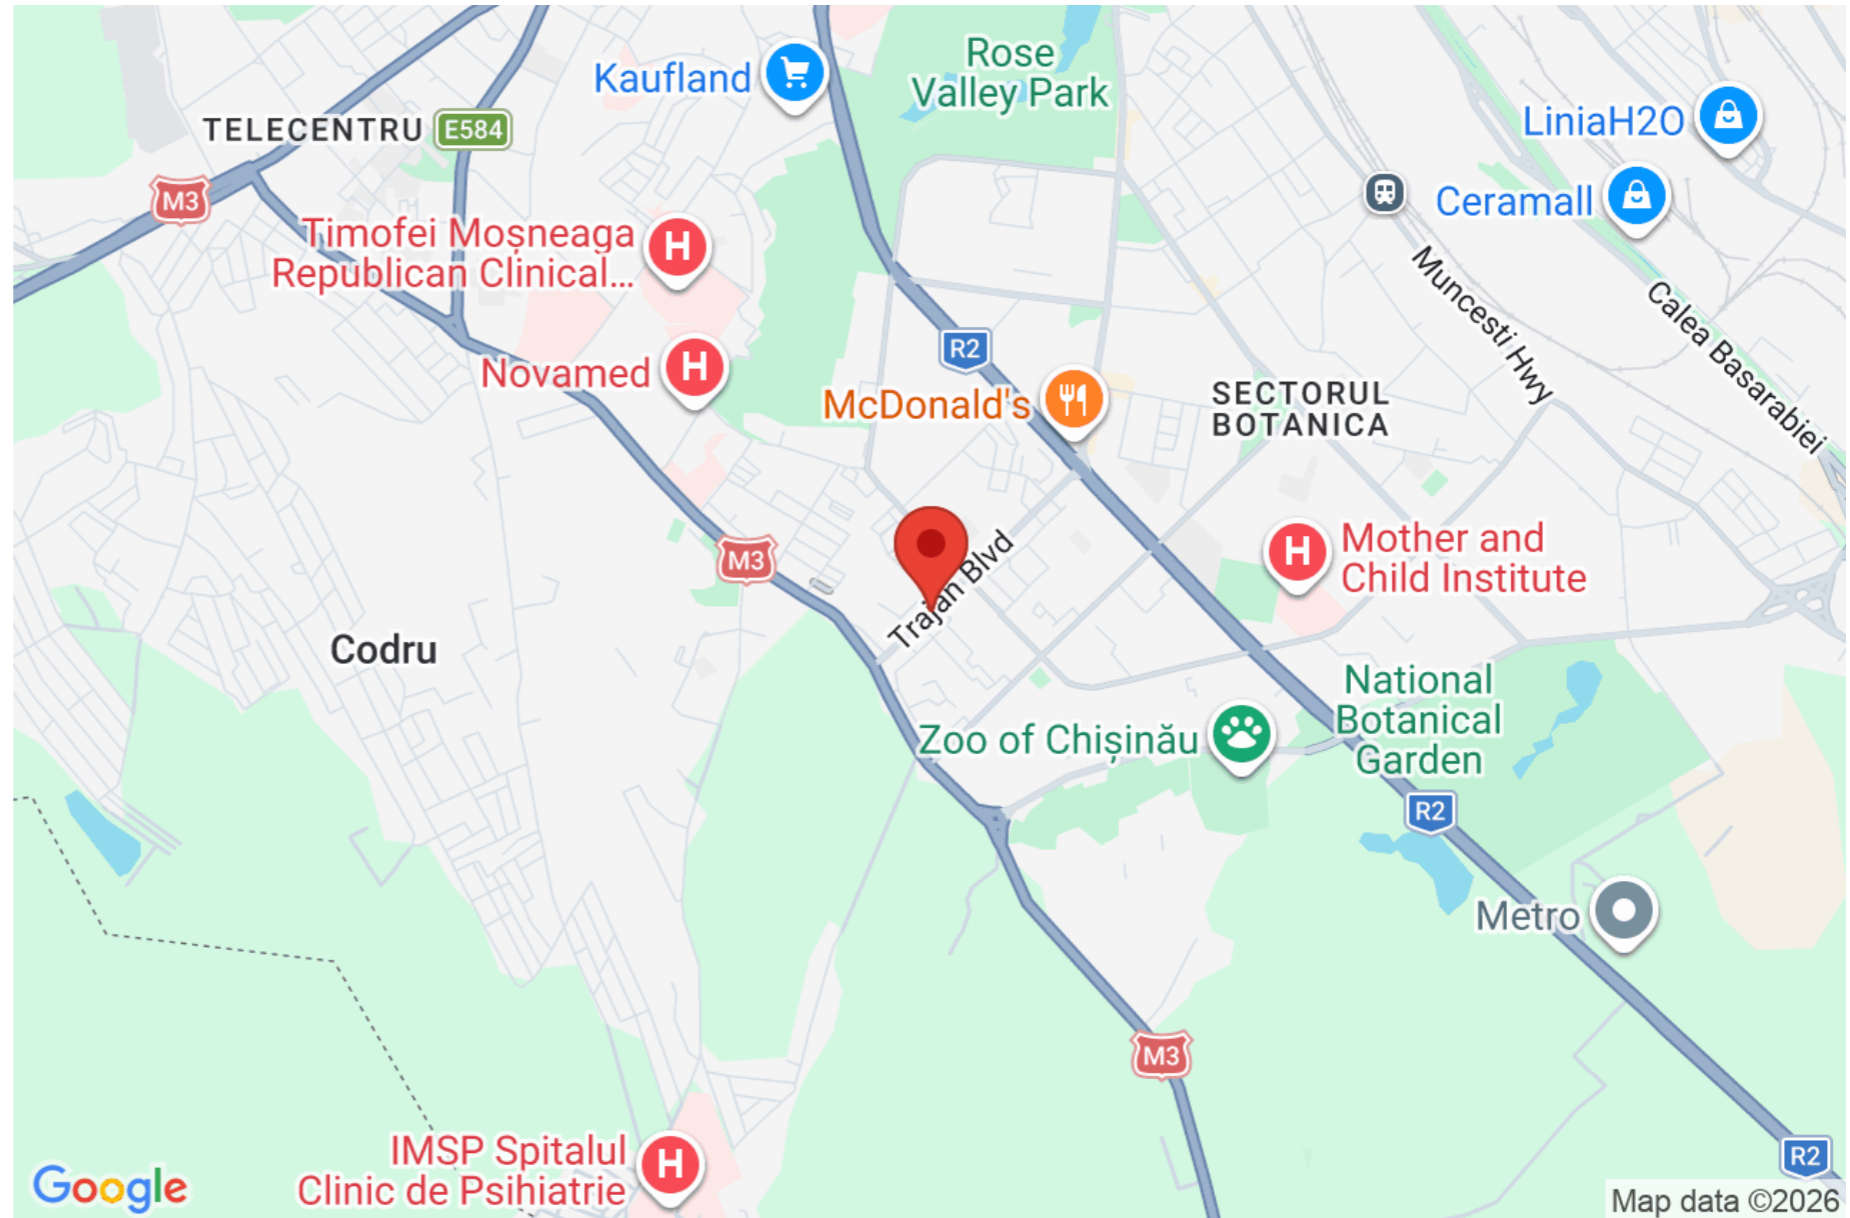 Rose
Valley Park
Kaufland
TELECENTRU
E584
LiniaH2O
M3
Ceramall
Timofei Moșneaga
Republican Clinical...
H
Muncesti Hwy
Calea Basarabiei
R2
Novamed
H
McDonald's
SECTORUL
BOTANICA
M3
Trajan Blvd
H
Mother and
Child Institute
Codru
National
Botanical
Garden
Zoo of Chișinău
R2
Metro
M3
IMSP Spitalul
Clinic de Psihiatrie
H
R2
Google
Map data ©2026